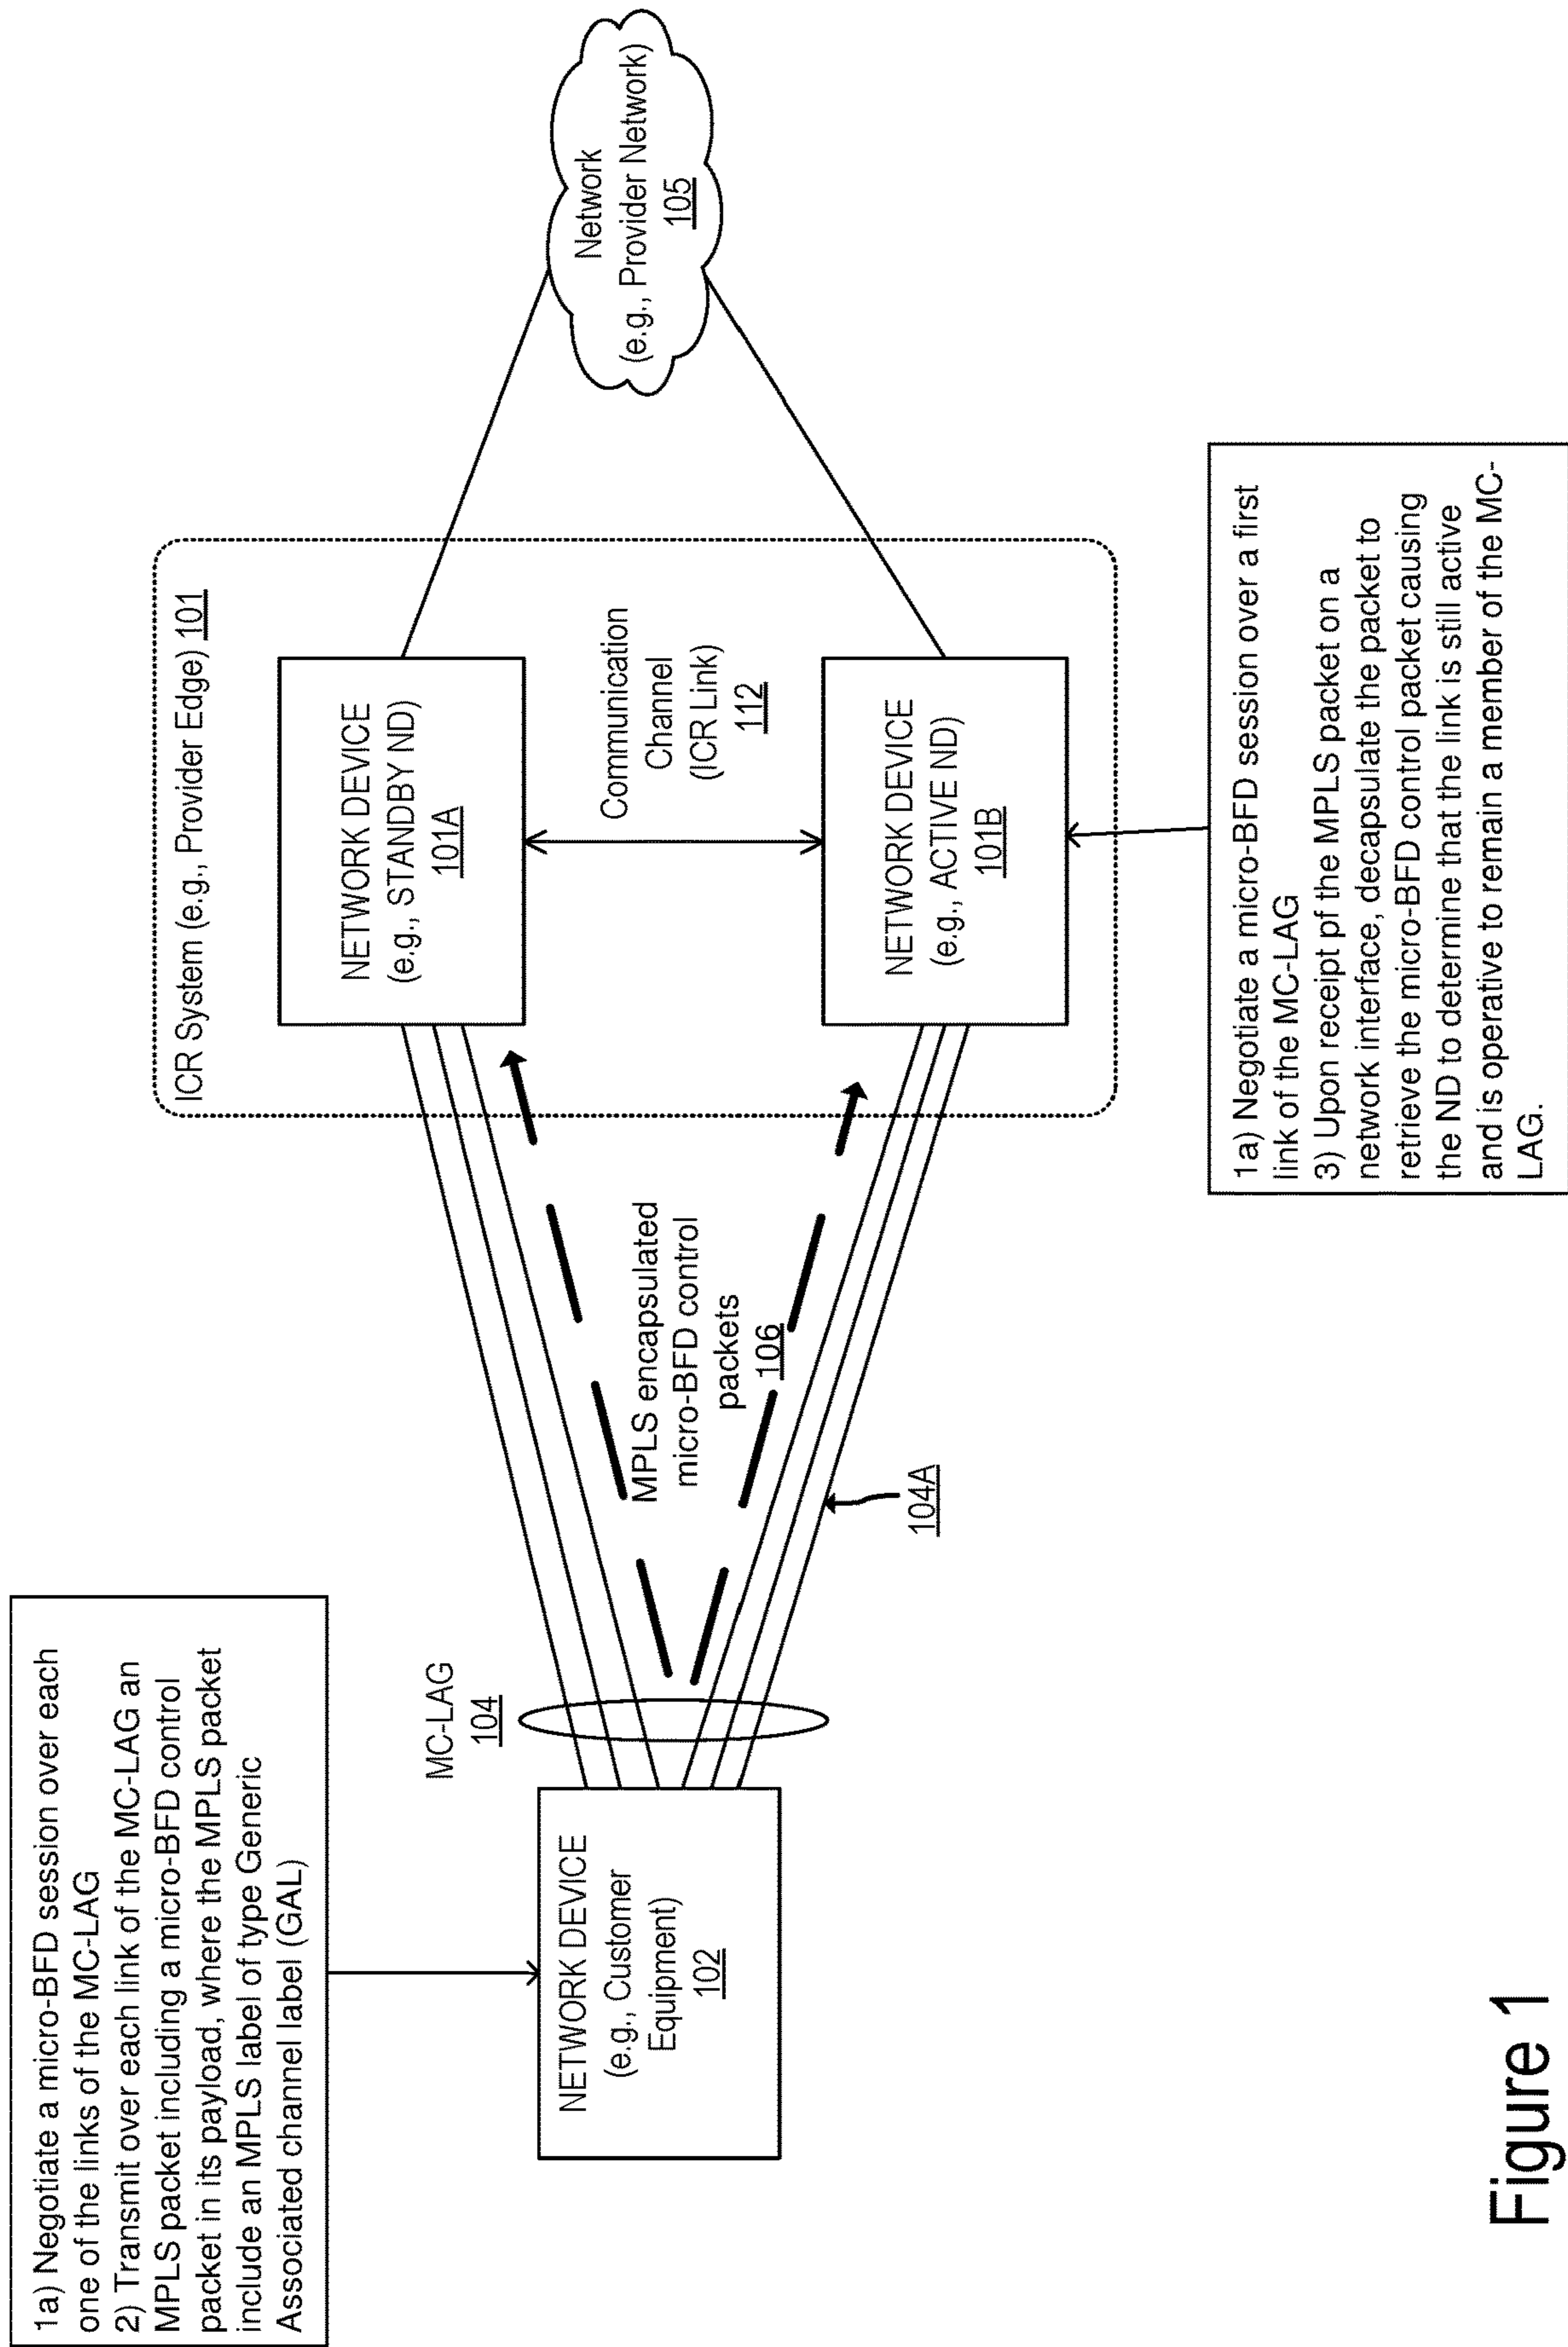 1a) Negotiate a micro-BFD session over each
one of the links of the MC-LAG
2) Transmit over each link of the MC-LAG an
MPLS packet including a micro-BFD control
packet in its payload, where the MPLS packet
include an MPLS label of type Generic
Associated channel label (GAL)
NETWORK DEVICE
(e.g., Customer
Equipment)
102
MC-LAG
104
MPLS encapsulated
micro-BFD control
packets
106
104A
ICR System (e.g., Provider Edge) 101
NETWORK DEVICE
(e.g., STANDBY ND)
101A
Communication
Channel
(ICR Link)
112
NETWORK DEVICE
(e.g., ACTIVE ND)
101B
Network
(e.g., Provider Network)
105
1a) Negotiate a micro-BFD session over a first
link of the MC-LAG
3) Upon receipt pf the MPLS packet on a
network interface, decapsulate the packet to
retrieve the micro-BFD control packet causing
the ND to determine that the link is still active
and is operative to remain a member of the MC-
LAG.
Figure 1